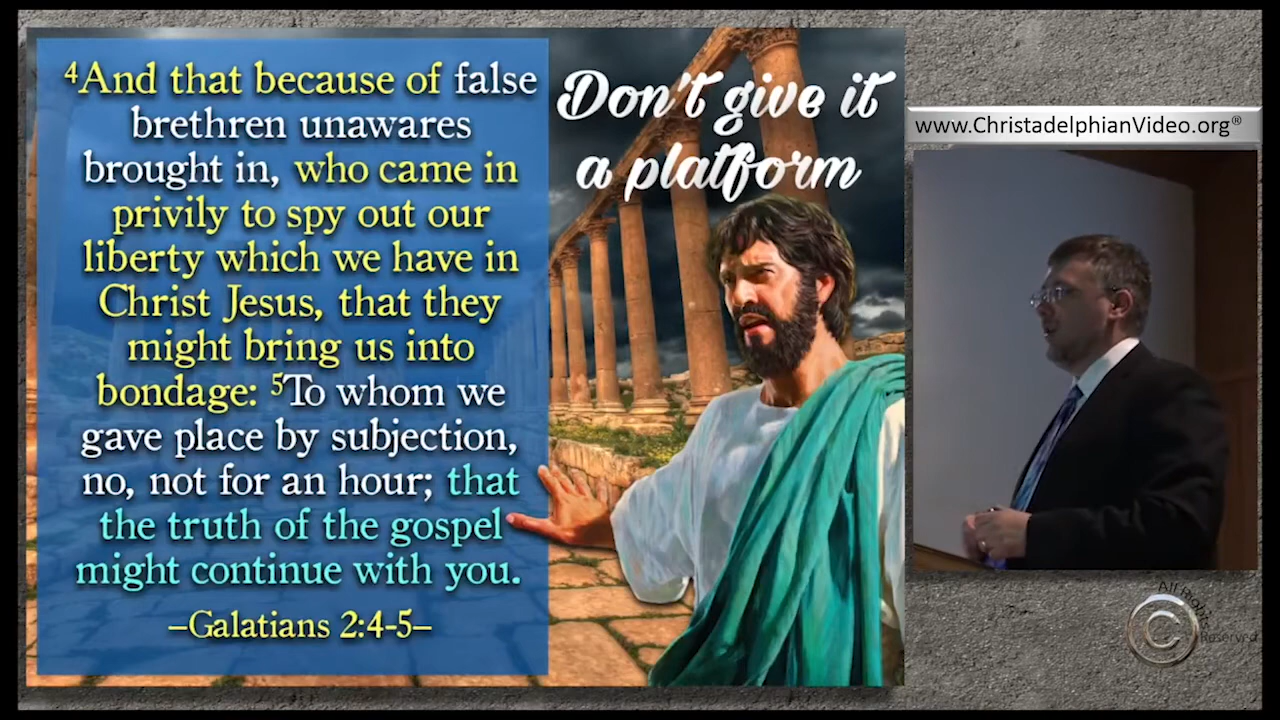 ⁴And that because of false
brethren unawares
brought in, who came in
privily to spy out our
liberty which we have in
Christ Jesus, that they
might bring us into
bondage: ⁵To whom we
gave place by subjection,
no, not for an hour; that
the truth of the gospel
might continue with you.
–Galatians 2:4-5–
Don't give it
a platform
www.ChristadelphianVideo.org®
All Rights
©
Reserved